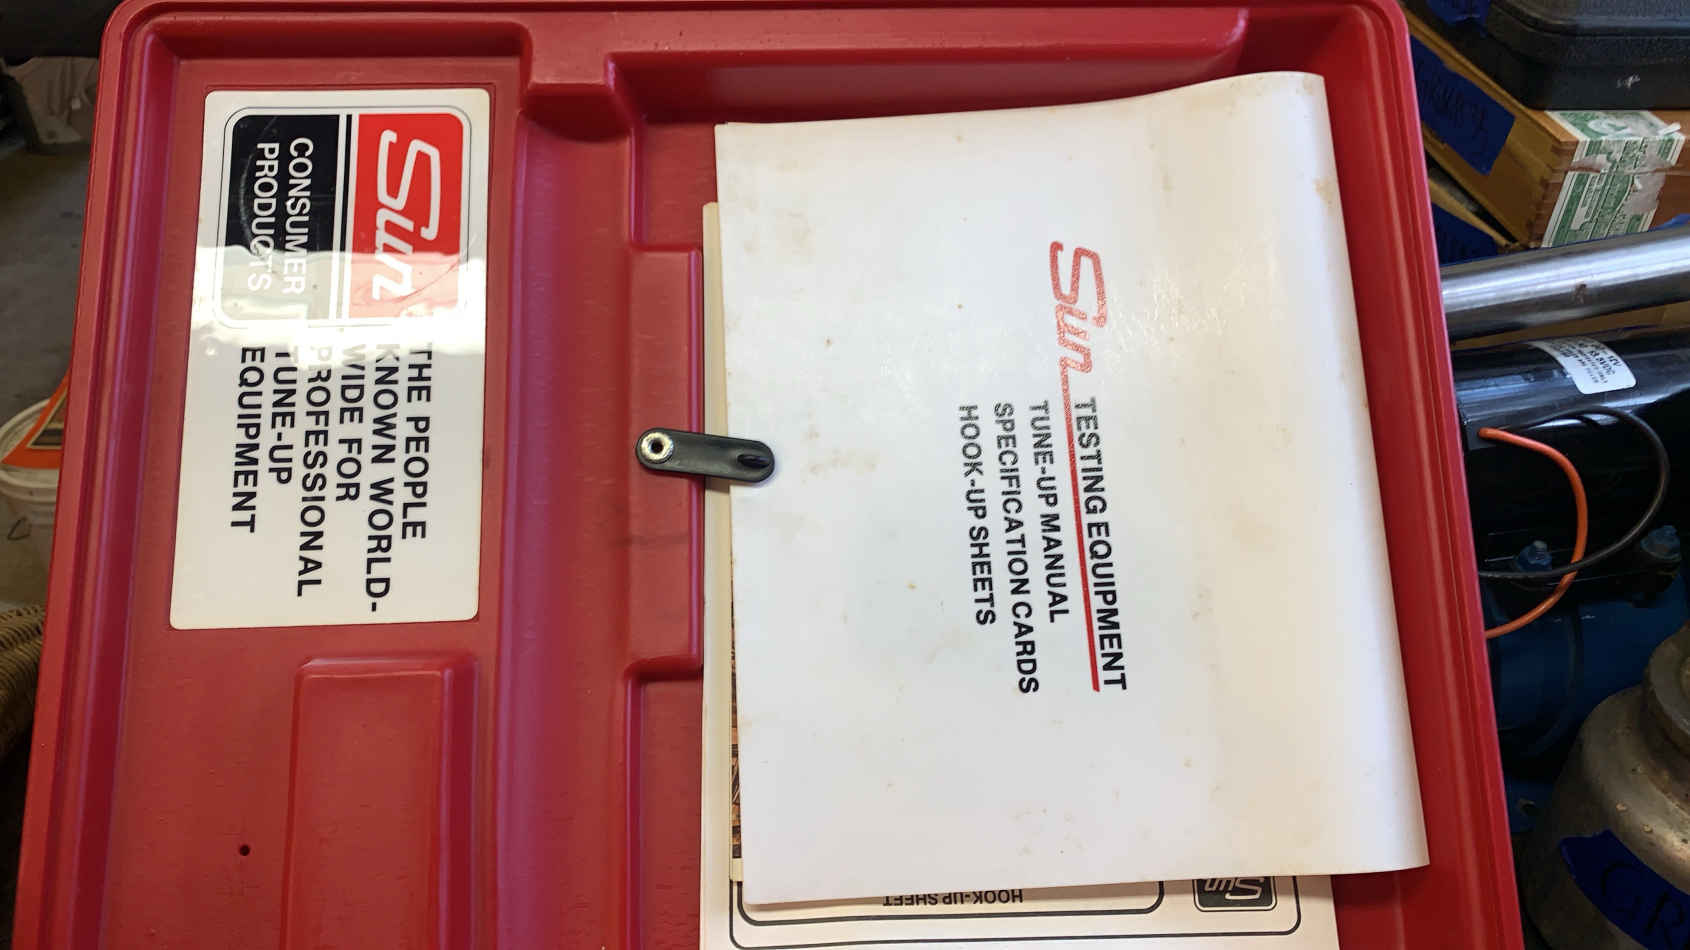 Sun
CONSUMER
PRODUCTS
THE PEOPLE
KNOWN WORLD-
WIDE FOR
PROFESSIONAL
TUNE-UP
EQUIPMENT
Sun TESTING EQUIPMENT
TUNE-UP MANUAL
SPECIFICATION CARDS
HOOK-UP SHEETS
Sun
HOOK-UP SHEET
12V